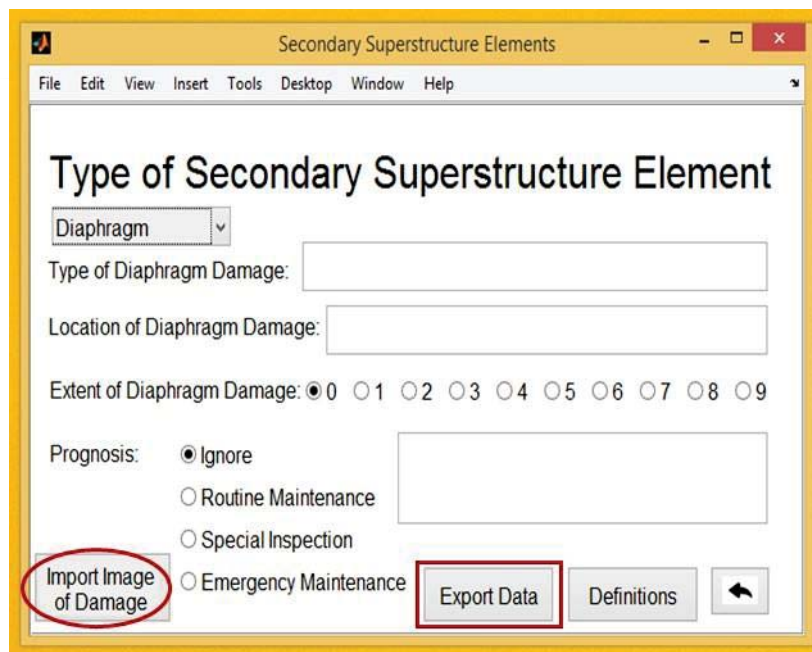 Secondary Superstructure Elements
File Edit View Insert Tools Desktop Window Help
Type of Secondary Superstructure Element
Diaphragm
Type of Diaphragm Damage:
Location of Diaphragm Damage:
Extent of Diaphragm Damage: 0 1 2 3 4 5 6 7 8 9
Prognosis: Ignore
Routine Maintenance
Special Inspection
Emergency Maintenance
Import Image
of Damage
Export Data
Definitions